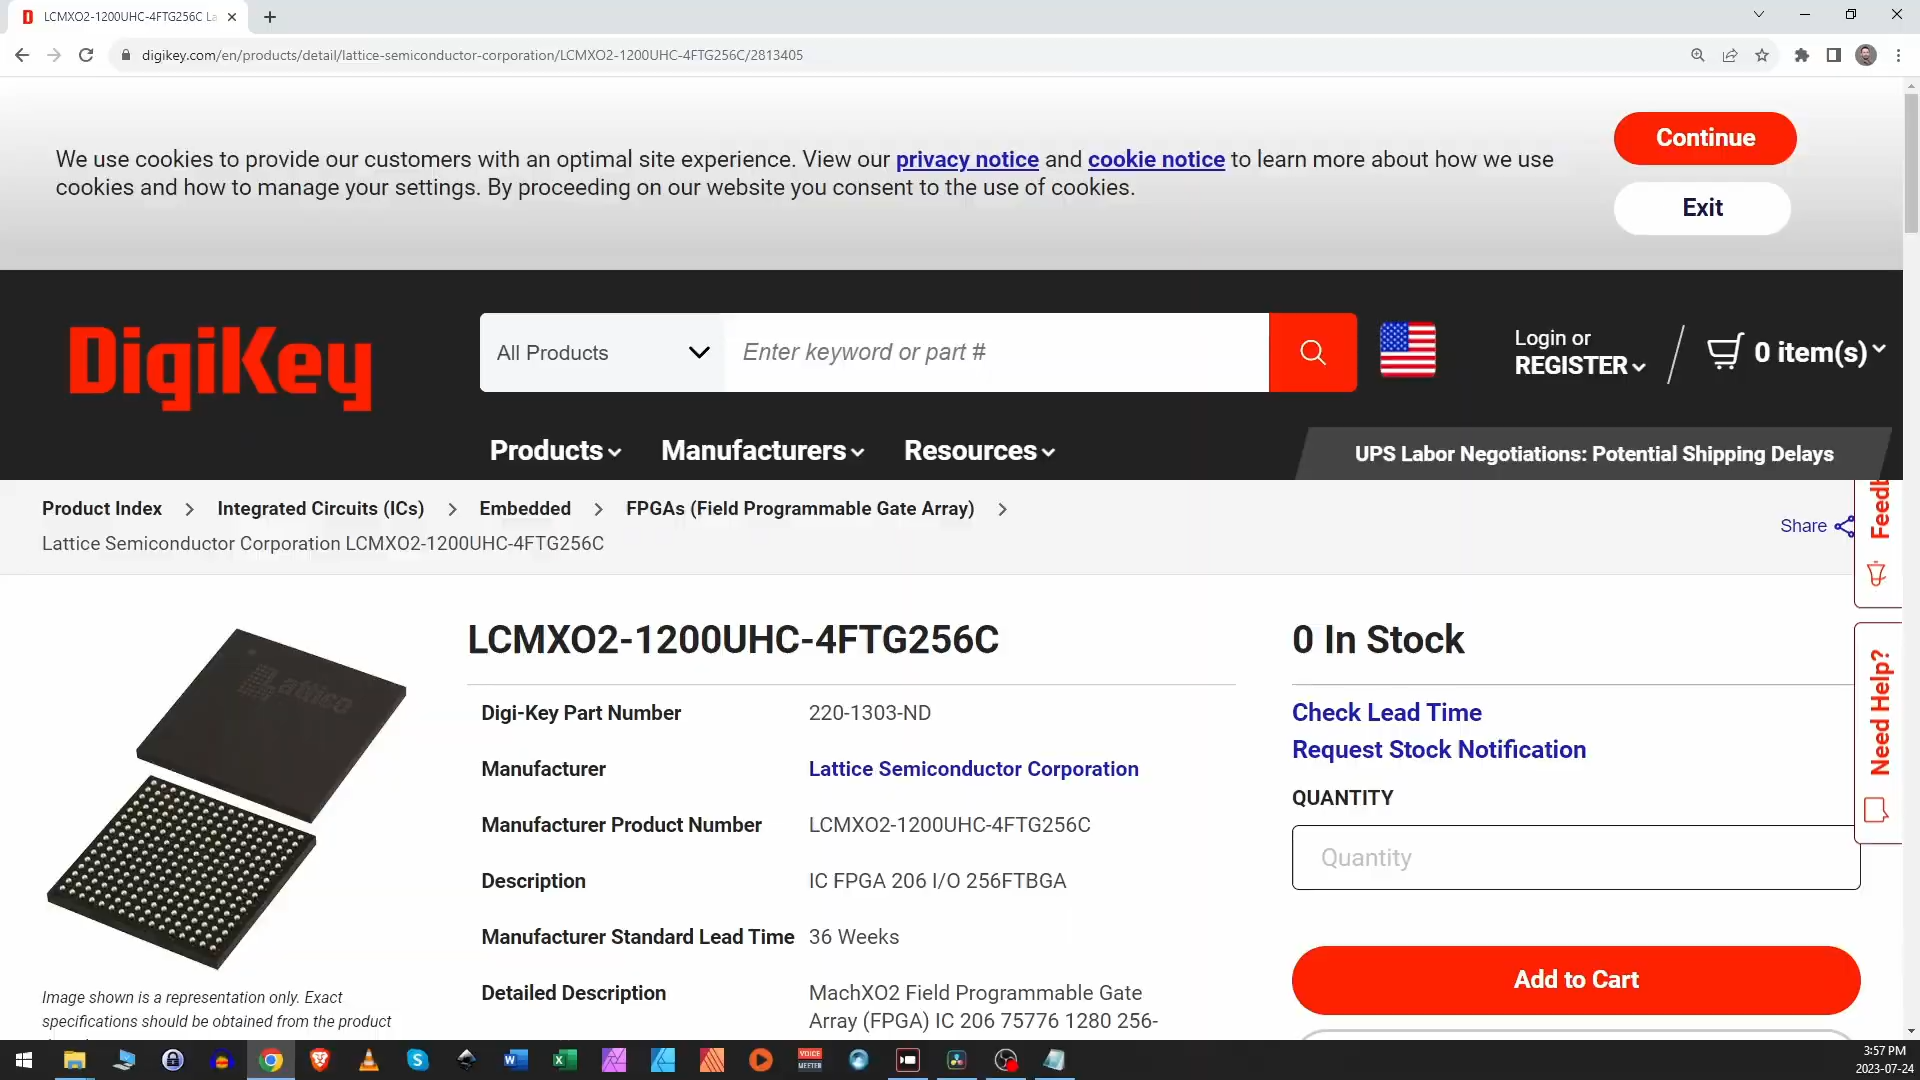 LCMXO2-1200UHC-4FTG256C La
digikey.com/en/products/detail/lattice-semiconductor-corporation/LCMXO2-1200UHC-4FTG256C/2813405
We use cookies to provide our customers with an optimal site experience. View our privacy notice and cookie notice to learn more about how we use
cookies and how to manage your settings. By proceeding on our website you consent to the use of cookies.
Continue
Exit
DigiKey
All Products
Enter keyword or part #
Login or
REGISTER
0 item(s)
Products
Manufacturers
Resources
UPS Labor Negotiations: Potential Shipping Delays
Product Index
Integrated Circuits (ICs)
Embedded
FPGAs (Field Programmable Gate Array)
Lattice Semiconductor Corporation LCMXO2-1200UHC-4FTG256C
Share
Feedb
Need Help?
Lattice
LCMXO2-1200UHC-4FTG256C
Digi-Key Part Number 220-1303-ND
Manufacturer Lattice Semiconductor Corporation
Manufacturer Product Number LCMXO2-1200UHC-4FTG256C
Description IC FPGA 206 I/O 256FTBGA
Manufacturer Standard Lead Time 36 Weeks
Detailed Description MachXO2 Field Programmable Gate
Array (FPGA) IC 206 75776 1280 256-
Image shown is a representation only. Exact
specifications should be obtained from the product
0 In Stock
Check Lead Time
Request Stock Notification
QUANTITY
Quantity
Add to Cart
VOICE
MEETER
3:57 PM
2023-07-24